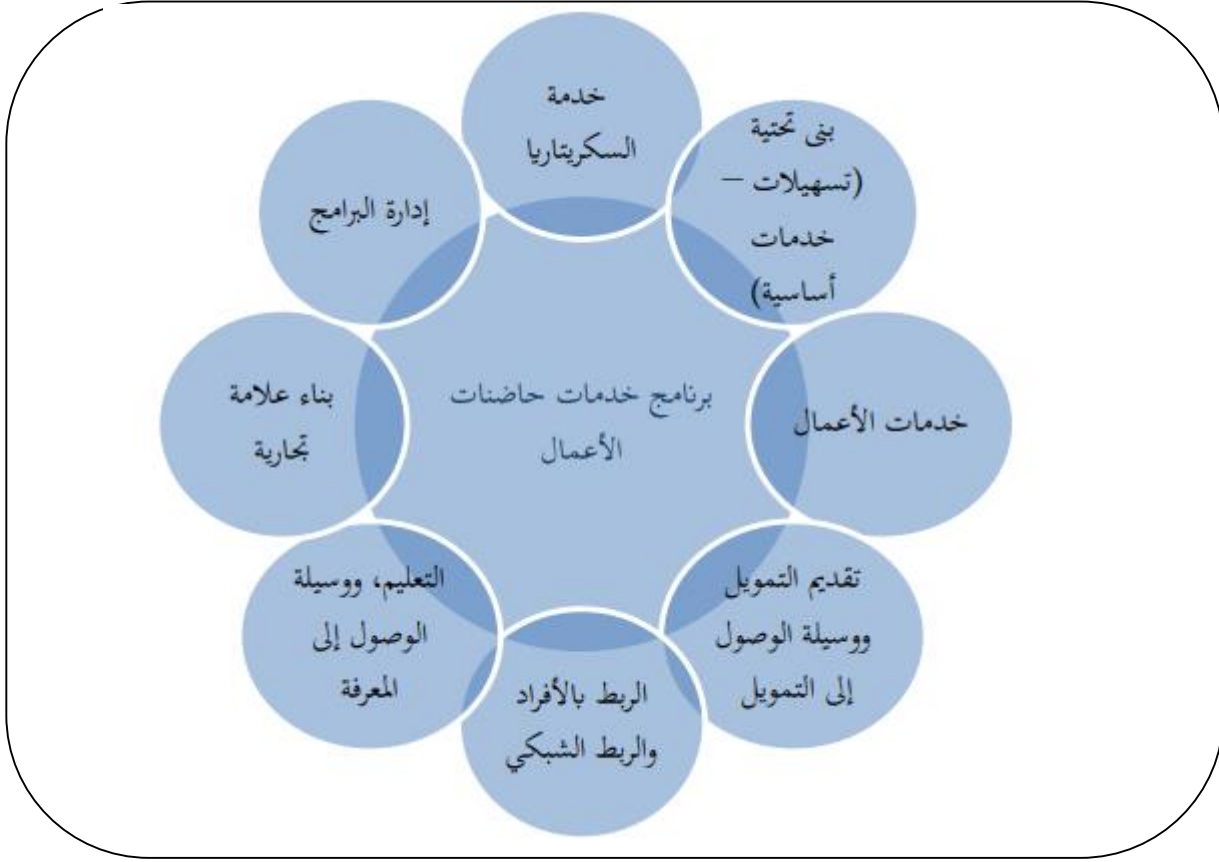 خدمة
السكريتاريا
بنى تحتية
(تسهيلات –
خدمات
أساسية)
خدمات الأعمال
تقديم التمويل
ووسيلة الوصول
إلى التمويل
الربط بالأفراد
والربط الشبكي
التعليم، ووسيلة
الوصول إلى
المعرفة
بناء علامة
تجارية
إدارة البرامج
برنامج خدمات حاضنات
الأعمال